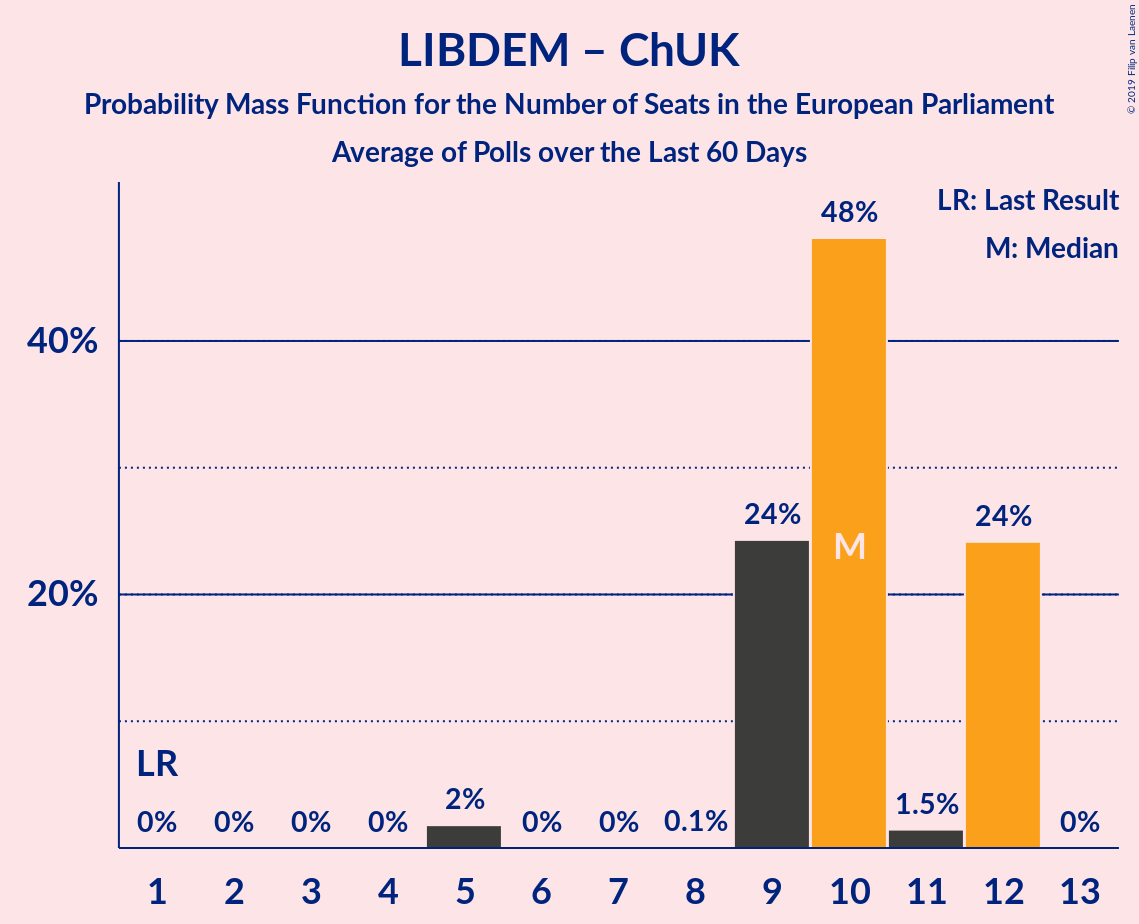 LIBDEM – ChUK
Probability Mass Function for the Number of Seats in the European Parliament
Average of Polls over the Last 60 Days
© 2019 Filip van Laenen
LR: Last Result
M: Median
48%
40%
24%
24%
M
20%
LR
2%
1.5%
0% 0% 0% 0% 0% 0% 0.1% 0%
1 2 3 4 5 6 7 8 9 10 11 12 13